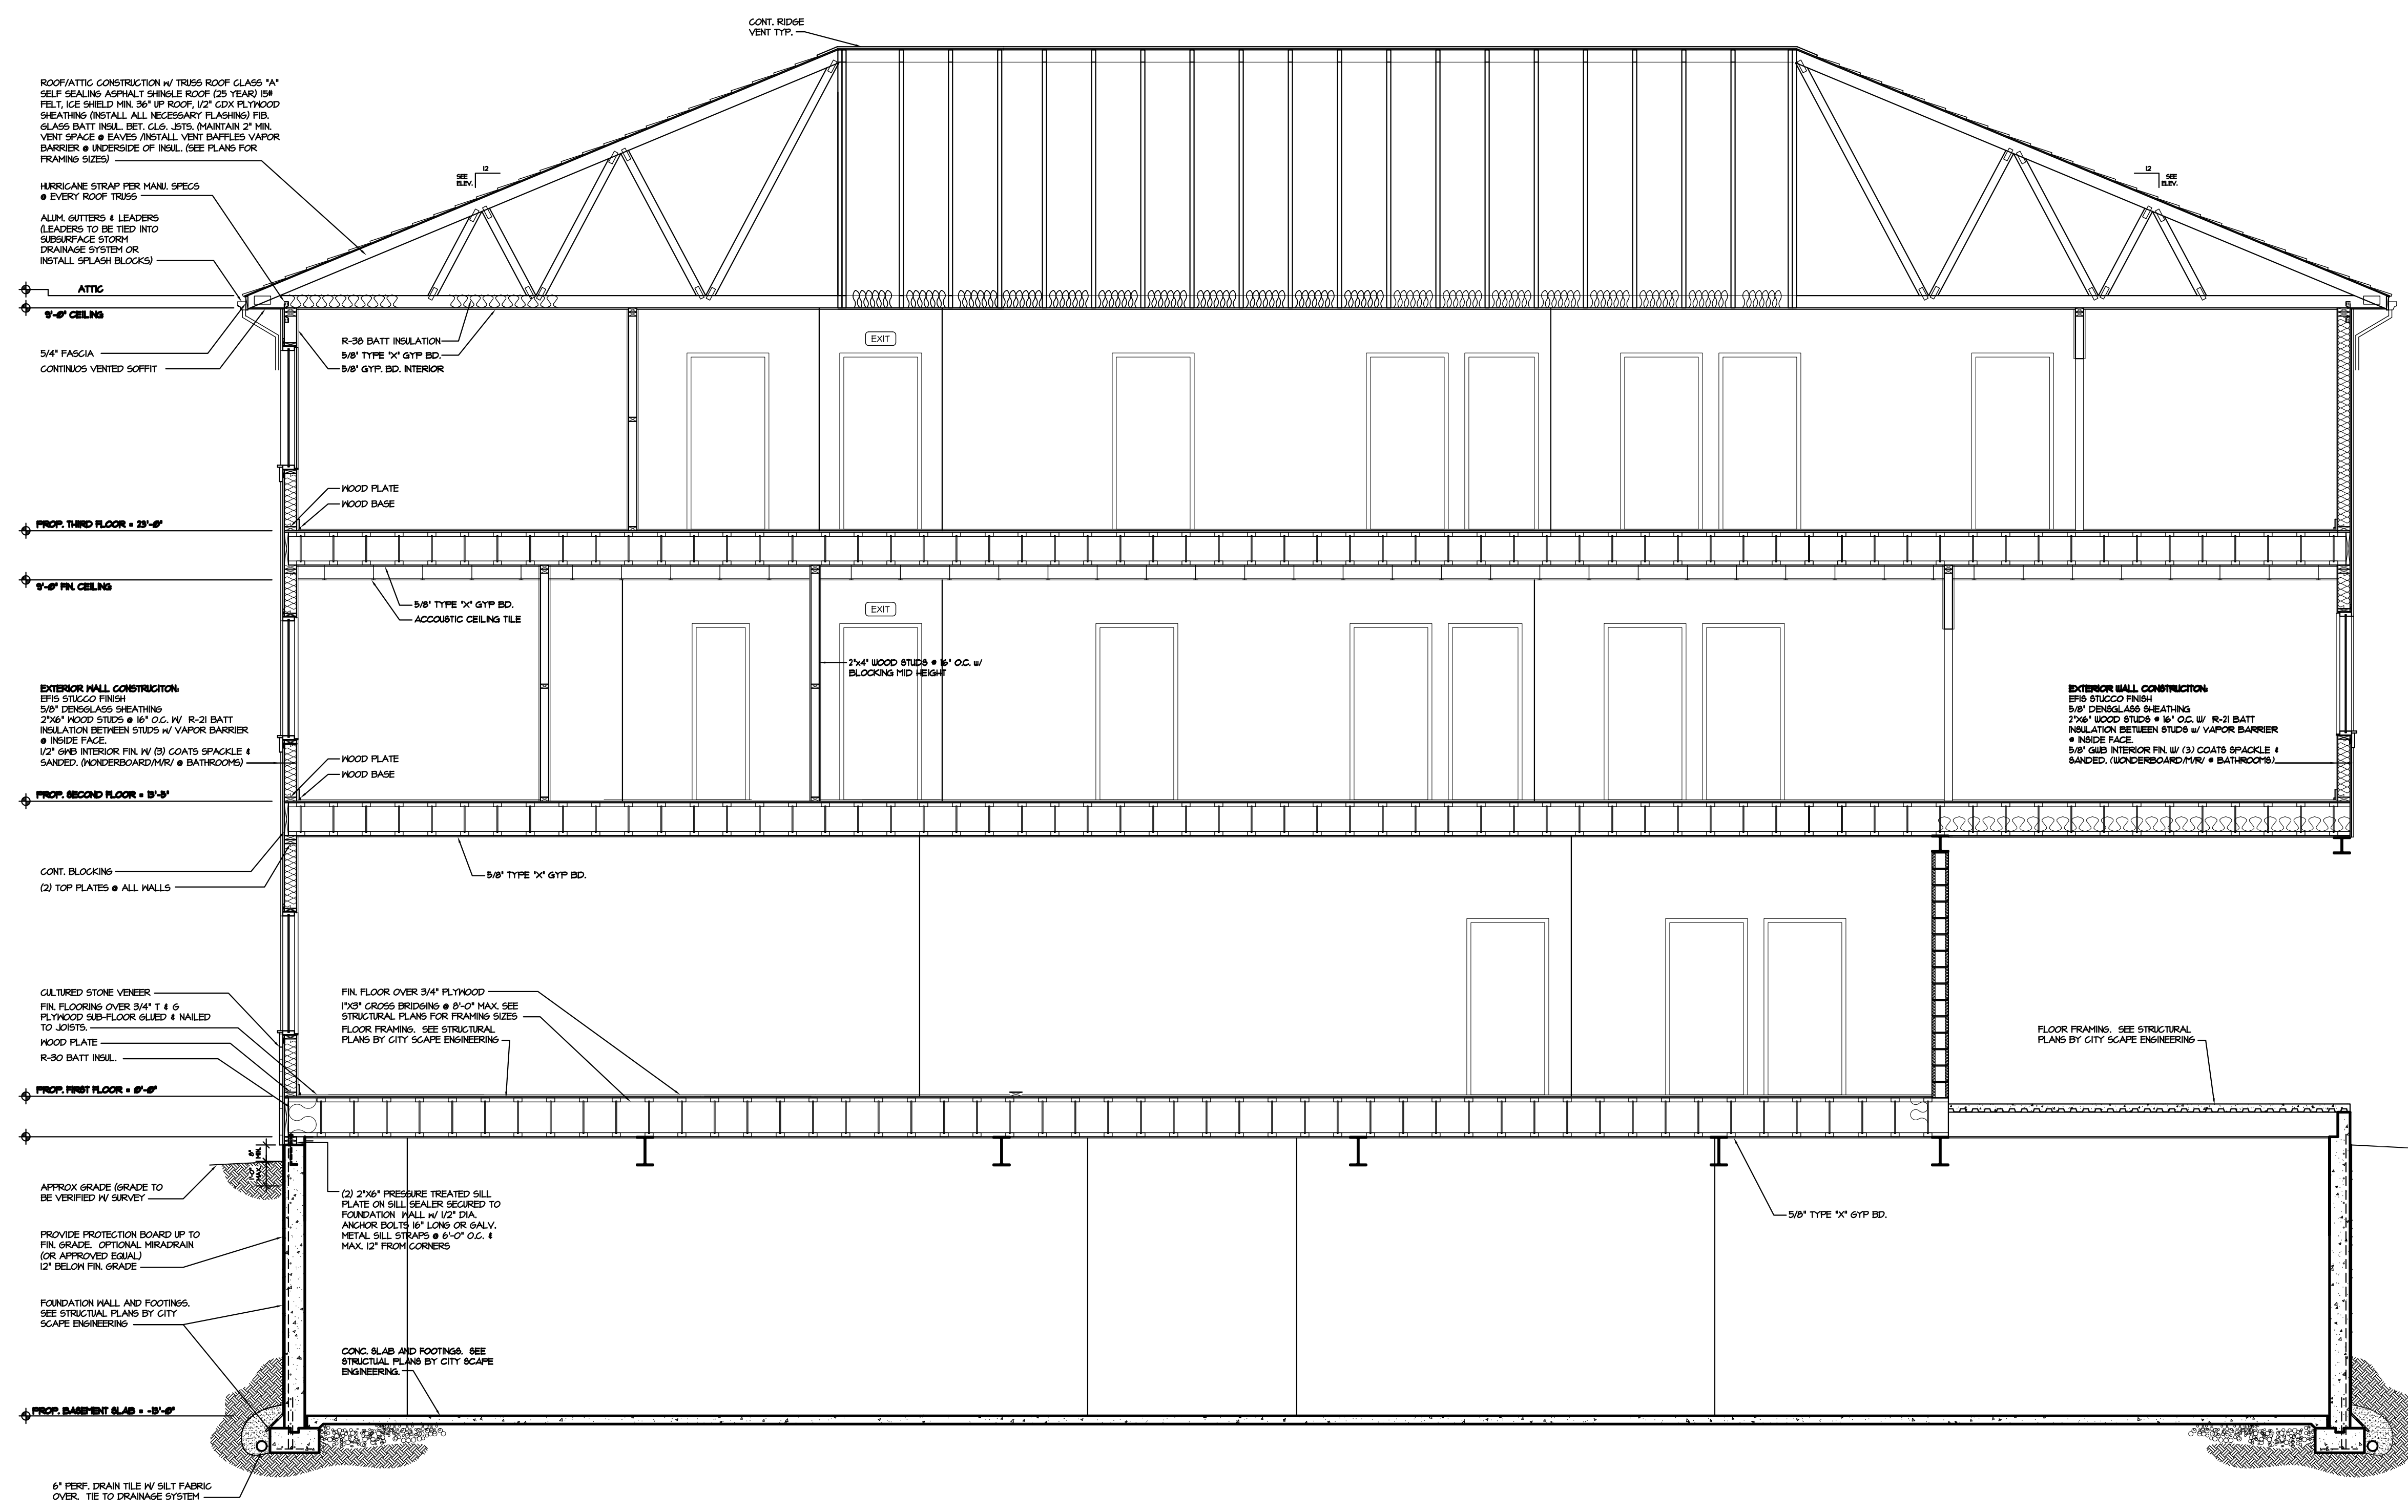 CONT. RIDGE
VENT TYP.
ROOF/ATTIC CONSTRUCTION w/ TRUSS ROOF CLASS "A"
SELF SEALING ASPHALT SHINGLE ROOF (25 YEAR) 15#
FELT, ICE SHIELD MIN. 36" UP ROOF, 1/2" CDX PLYWOOD
SHEATHING (INSTALL ALL NECESSARY FLASHING) FIB.
GLASS BATT INSUL. BET. CLG. JSTS. (MAINTAIN 2" MIN.
VENT SPACE @ EAVES /INSTALL VENT BAFFLES VAPOR
BARRIER @ UNDERSIDE OF INSUL. (SEE PLANS FOR
FRAMING SIZES)
12
SEE
ELEV.
12
SEE
ELEV.
HURRICANE STRAP PER MANU. SPECS
@ EVERY ROOF TRUSS
ALUM. GUTTERS & LEADERS
(LEADERS TO BE TIED INTO
SUBSURFACE STORM
DRAINAGE SYSTEM OR
INSTALL SPLASH BLOCKS)
ATTIC
9'-0" CEILING
5/4" FASCIA
CONTINUOS VENTED SOFFIT
R-38 BATT INSULATION
5/8" TYPE "X" GYP BD.
5/8" GYP. BD. INTERIOR
EXIT
WOOD PLATE
WOOD BASE
PROP. THIRD FLOOR = 23'-0"
9'-0" FIN. CEILING
5/8" TYPE "X" GYP BD.
ACCOUSTIC CEILING TILE
EXIT
2"x4" WOOD STUDS @ 16" O.C. w/
BLOCKING MID HEIGHT
EXTERIOR WALL CONSTRUCITON:
EFIS STUCCO FINISH
5/8" DENSGLASS SHEATHING
2"X6" WOOD STUDS @ 16" O.C. W/ R-21 BATT
INSULATION BETWEEN STUDS w/ VAPOR BARRIER
@ INSIDE FACE.
1/2" GWB INTERIOR FIN. W/ (3) COATS SPACKLE &
SANDED. (WONDERBOARD/M/R/ @ BATHROOMS)
EXTERIOR WALL CONSTRUCITON:
EFIS STUCCO FINISH
5/8" DENSGLASS SHEATHING
2"X6" WOOD STUDS @ 16" O.C. W/ R-21 BATT
INSULATION BETWEEN STUDS w/ VAPOR BARRIER
@ INSIDE FACE.
5/8" GWB INTERIOR FIN. W/ (3) COATS SPACKLE &
SANDED. (WONDERBOARD/M/R/ @ BATHROOMS)
WOOD PLATE
WOOD BASE
PROP. SECOND FLOOR = 13'-5"
CONT. BLOCKING
(2) TOP PLATES @ ALL WALLS
5/8" TYPE "X" GYP BD.
CULTURED STONE VENEER
FIN. FLOORING OVER 3/4" T & G
PLYWOOD SUB-FLOOR GLUED & NAILED
TO JOISTS.
WOOD PLATE
R-30 BATT INSUL.
FIN. FLOOR OVER 3/4" PLYWOOD
1"X3" CROSS BRIDGING @ 8'-0" MAX. SEE
STRUCTURAL PLANS FOR FRAMING SIZES
FLOOR FRAMING. SEE STRUCTURAL
PLANS BY CITY SCAPE ENGINEERING
FLOOR FRAMING. SEE STRUCTURAL
PLANS BY CITY SCAPE ENGINEERING
PROP. FIRST FLOOR = 0'-0"
8"
MIN.
MAX.
APPROX GRADE (GRADE TO
BE VERIFIED W/ SURVEY
(2) 2"X6" PRESSURE TREATED SILL
PLATE ON SILL SEALER SECURED TO
FOUNDATION WALL w/ 1/2" DIA.
ANCHOR BOLTS 16" LONG OR GALV.
METAL SILL STRAPS @ 6'-0" O.C. &
MAX. 12" FROM CORNERS
5/8" TYPE "X" GYP BD.
PROVIDE PROTECTION BOARD UP TO
FIN. GRADE. OPTIONAL MIRADRAIN
(OR APPROVED EQUAL)
12" BELOW FIN. GRADE
FOUNDATION WALL AND FOOTINGS.
SEE STRUCTUAL PLANS BY CITY
SCAPE ENGINEERING
CONC. SLAB AND FOOTINGS. SEE
STRUCTUAL PLANS BY CITY SCAPE
ENGINEERING.
PROP. BASEMENT SLAB = -13'-0"
6" PERF. DRAIN TILE W/ SILT FABRIC
OVER. TIE TO DRAINAGE SYSTEM